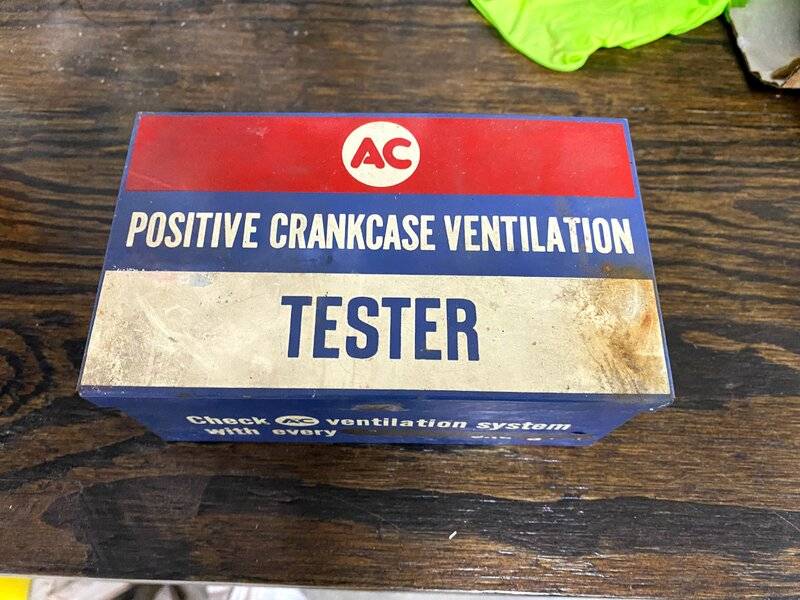 AC
POSITIVE CRANKCASE VENTILATION
TESTER
Check AC ventilation system
with every